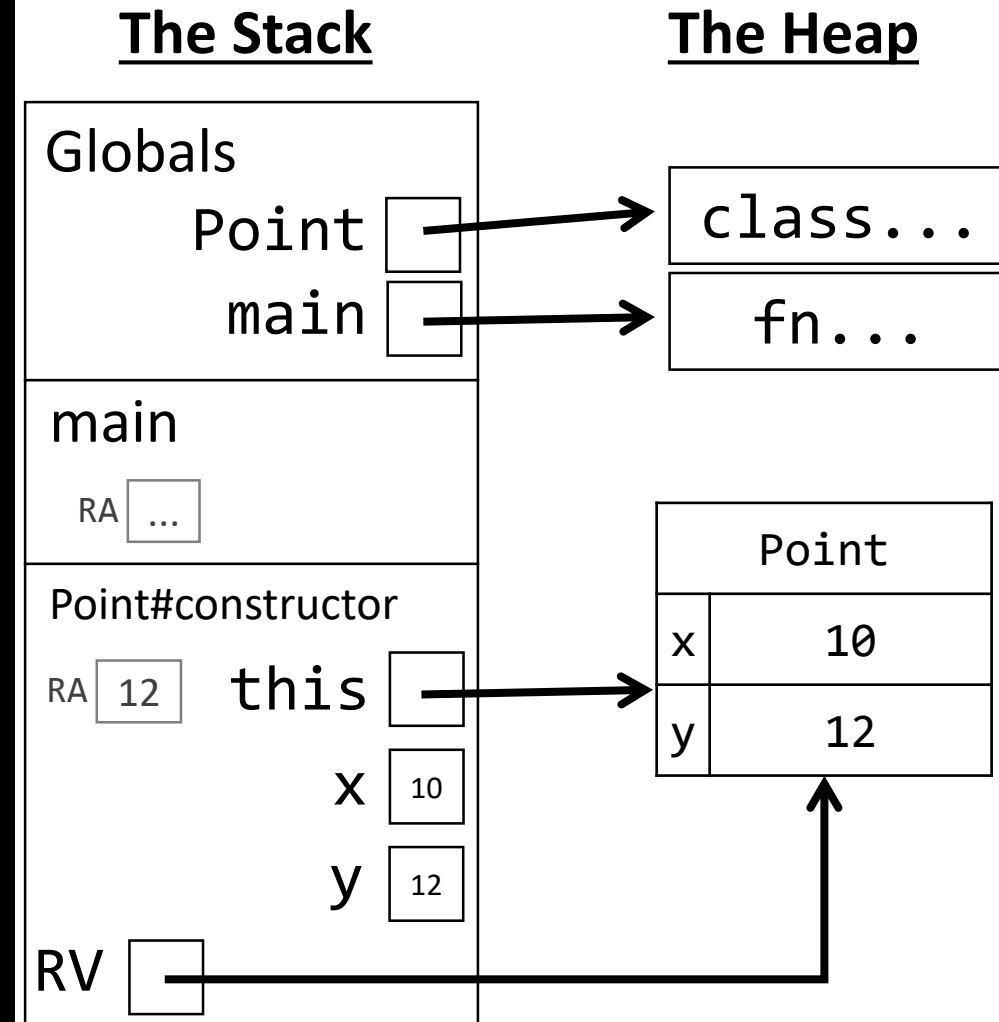 The Stack
The Heap
Globals
Point
class...
main
fn...
main
RA ...
Point
Point#constructor
x 10
RA 12 this
y 12
x 10
y 12
RV